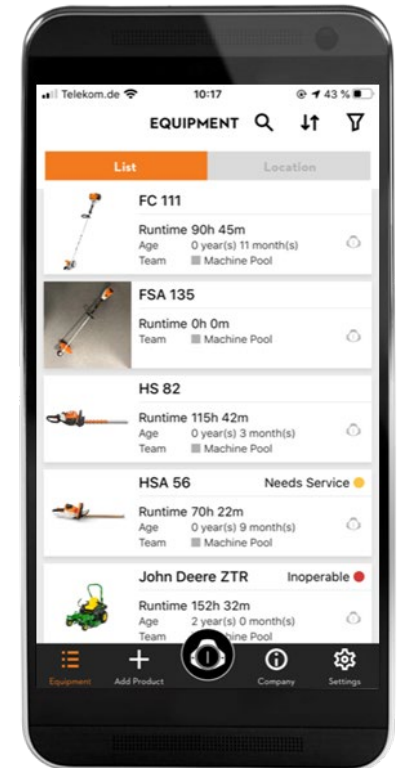 Telekom.de 10:17 43 %
EQUIPMENT
List Location
FC 111
Runtime 90h 45m
Age 0 year(s) 11 month(s)
Team Machine Pool
FSA 135
Runtime 0h 0m
Team Machine Pool
HS 82
Runtime 115h 42m
Age 0 year(s) 3 month(s)
Team Machine Pool
HSA 56 Needs Service
Runtime 70h 22m
Age 0 year(s) 9 month(s)
Team Machine Pool
John Deere ZTR Inoperable
Runtime 152h 32m
Age 2 year(s) 0 month(s)
Team hine Pool
Equipment Add Product Company Settings